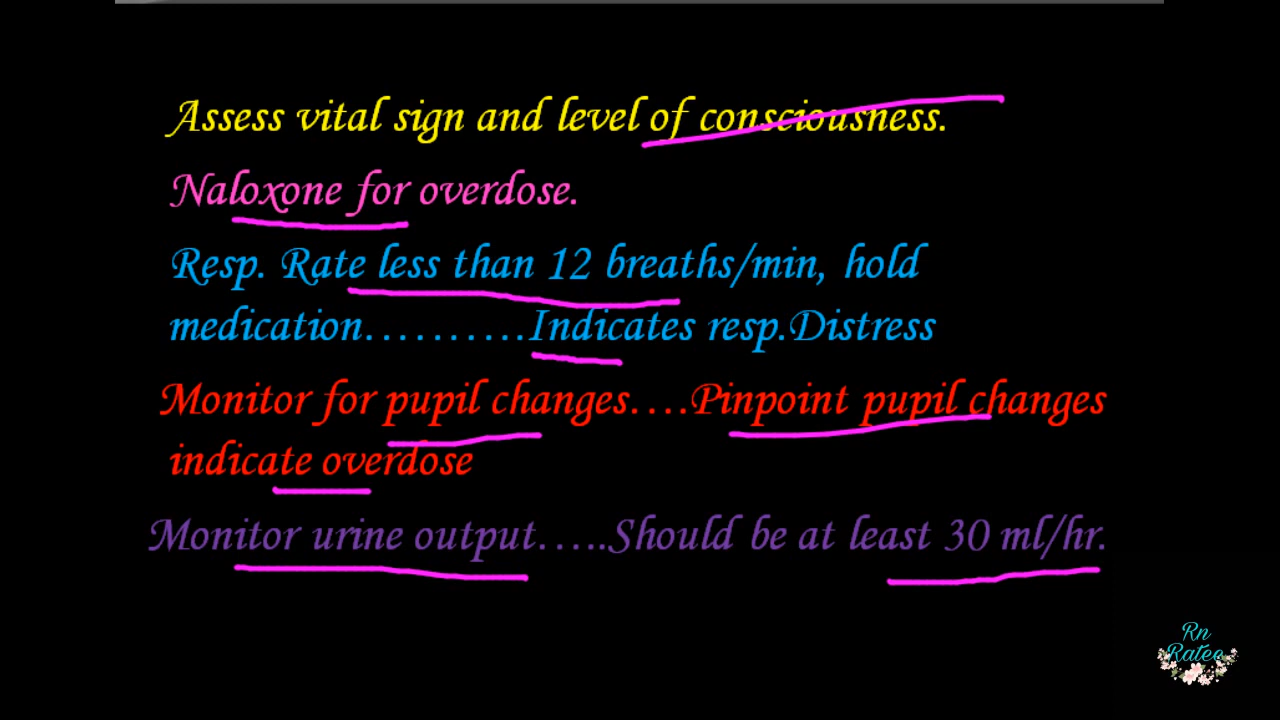 Assess vital sign and level of consciousness.
Naloxone for overdose.
Resp. Rate less than 12 breaths/min, hold
medication..........Indicates resp.Distress
Monitor for pupil changes....Pinpoint pupil changes
indicate overdose
Monitor urine output.....Should be at least 30 ml/hr.
Rn
Ratee